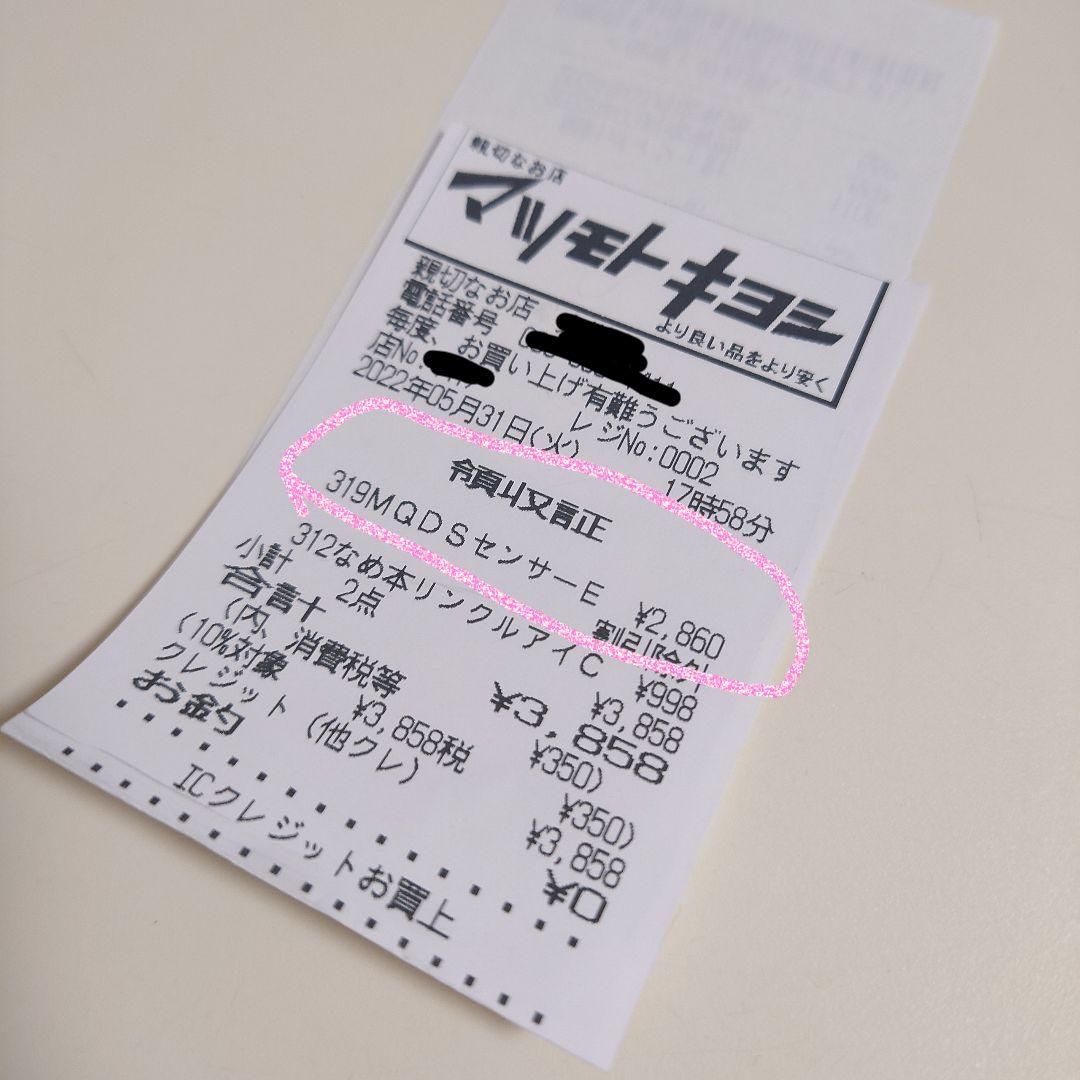 親切なお店
マツモトキヨシ
より良い品をより安く
親切なお店
電話番号
毎度、お買い上げ有難うございます
店No. レジNo:0002
2022年05月31日(火) 17時58分
領収証
319MQDSセンサーE ¥2,860
割引除外
312なめ本リンクルアイC ¥998
小計 2点 ¥3,858
合計 ¥3,858
(内、消費税等 ¥350)
(10%対象 ¥3,858税 ¥350)
クレジット (他クレ) ¥3,858
お釣 ¥0
ICクレジットお買上